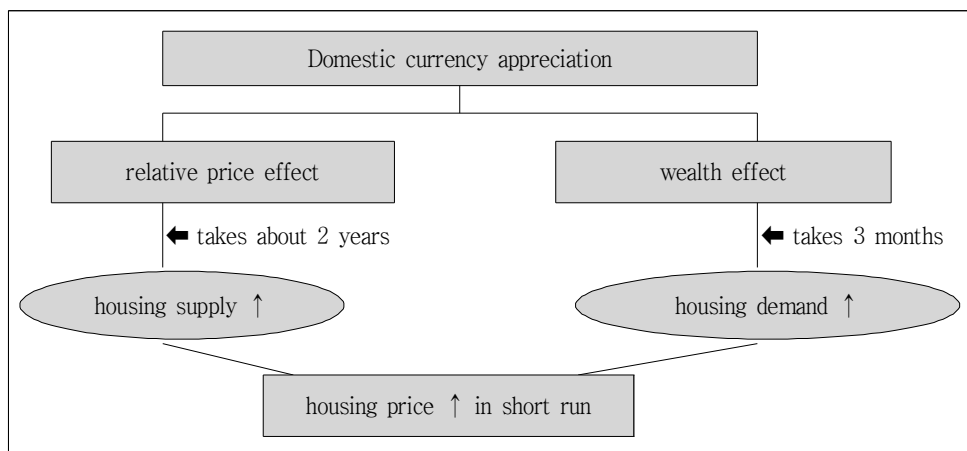 Domestic currency appreciation
relative price effect
wealth effect
⬅ takes about 2 years
⬅ takes 3 months
housing supply ↑
housing demand ↑
housing price ↑ in short run